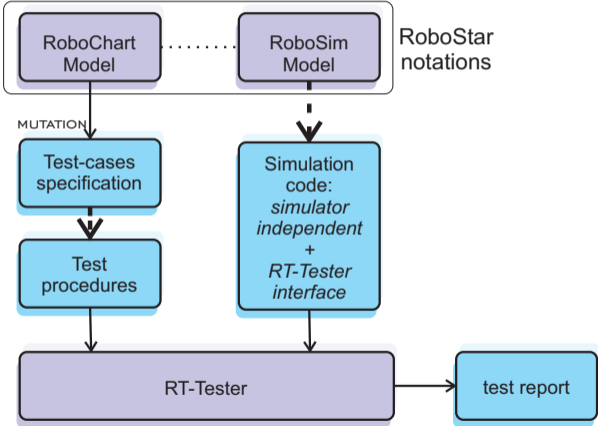 RoboChart
Model
RoboSim
Model
RoboStar
notations
MUTATION
Test-cases
specification
Simulation
code:
simulator
independent
+
RT-Tester
interface
Test
procedures
RT-Tester
test report